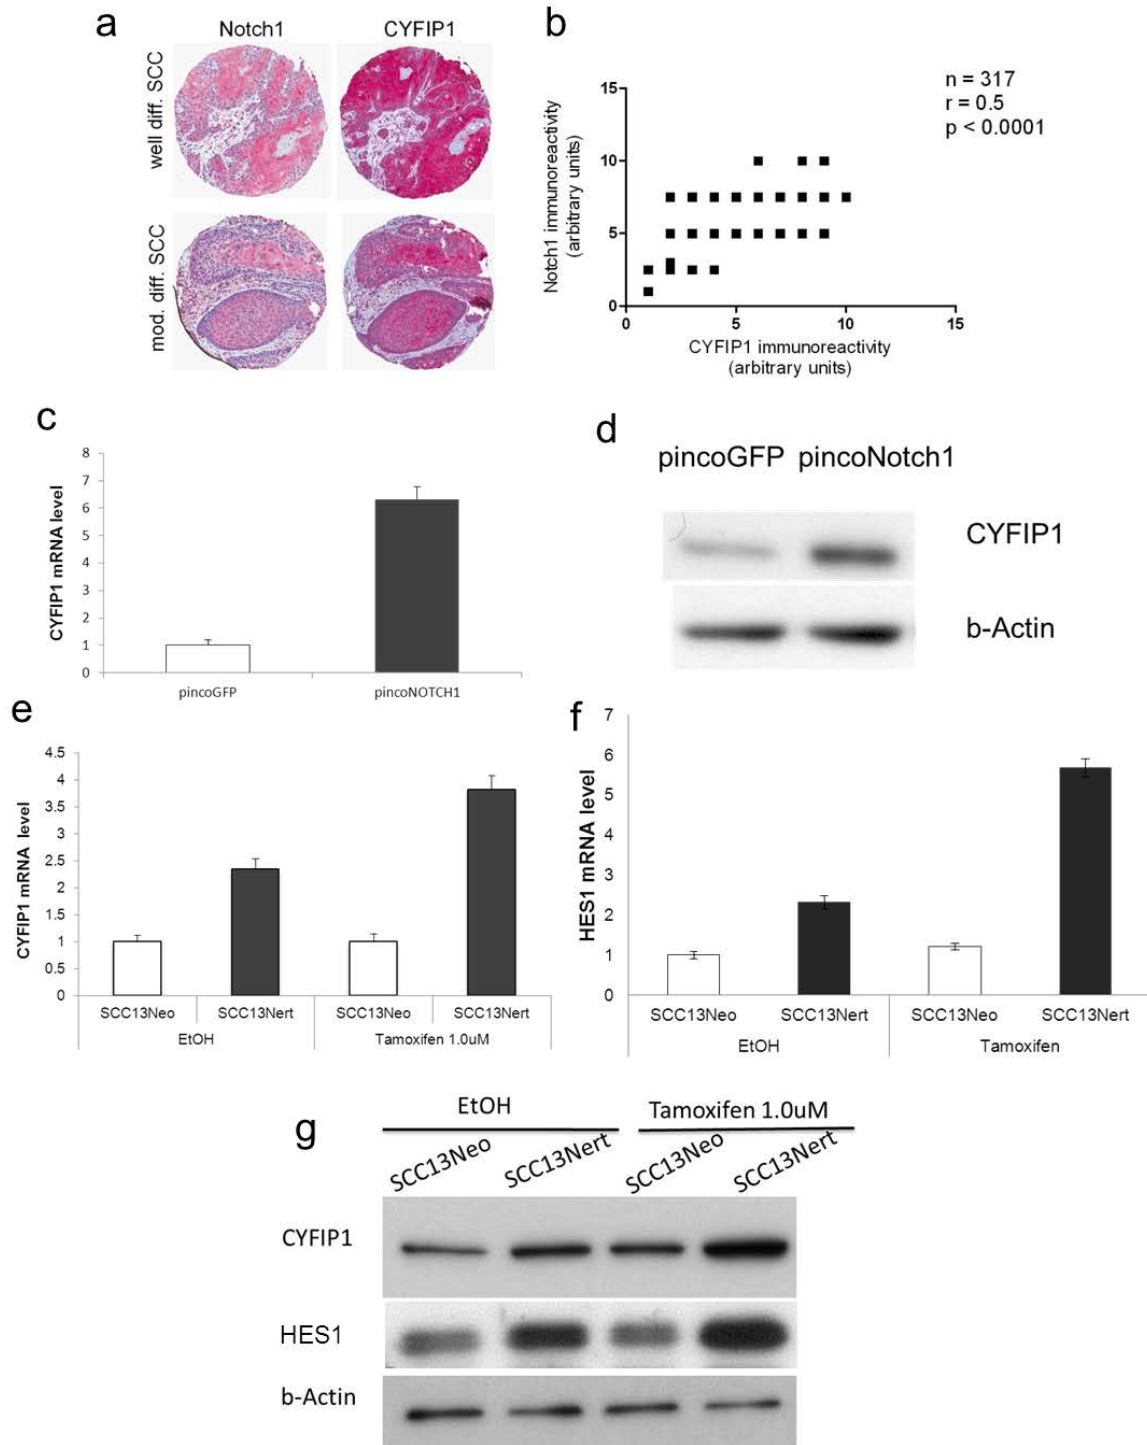 a
Notch1 CYFIP1
well diff. SCC
mod. diff. SCC
b
n = 317
r = 0.5
p < 0.0001
Notch1 immunoreactivity
(arbitrary units)
15
10
5
0
0 5 10 15
CYFIP1 immunoreactivity
(arbitrary units)
c
CYFIP1 mRNA level
8
7
6
5
4
3
2
1
0
pincoGFP pincoNOTCH1
d
pincoGFP pincoNotch1
CYFIP1
b-Actin
e
CYFIP1 mRNA level
4.5
4
3.5
3
2.5
2
1.5
1
0.5
0
SCC13Neo SCC13Nert SCC13Neo SCC13Nert
EtOH Tamoxifen 1.0uM
f
HES1 mRNA level
7
6
5
4
3
2
1
0
SCC13Neo SCC13Nert SCC13Neo SCC13Nert
EtOH Tamoxifen
g
EtOH Tamoxifen 1.0uM
SCC13Neo SCC13Nert SCC13Neo SCC13Nert
CYFIP1
HES1
b-Actin